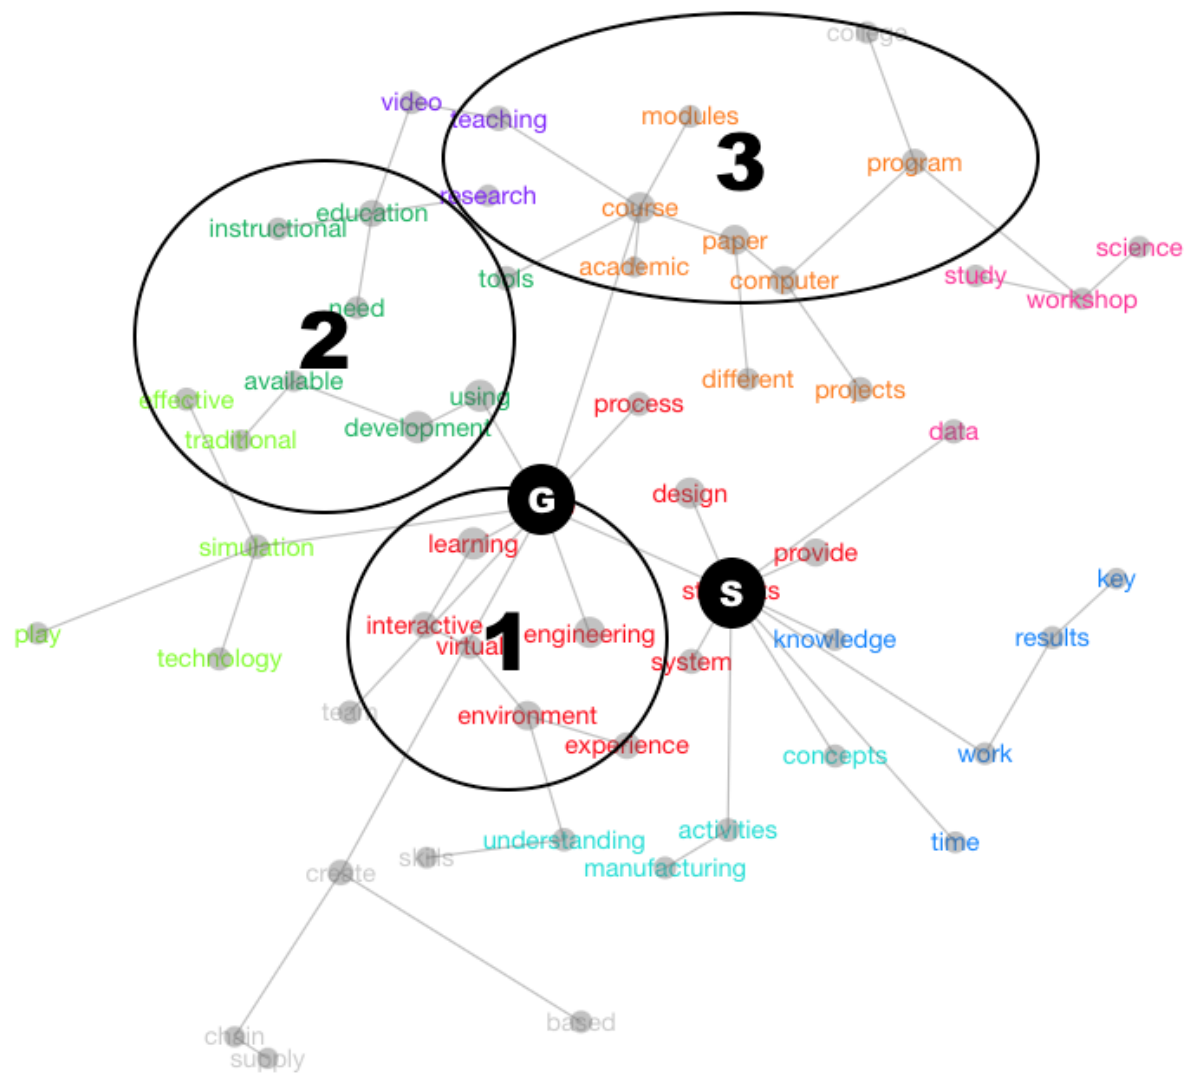 college
video
teaching
modules
3
program
research
education
instructional
course
paper
academic
computer
tools
science
study
workshop
need
2
available
effective
using
traditional
development
different
projects
process
data
G
design
learning
simulation
provide
S
key
play
technology
interactive
virtual
1
engineering
system
knowledge
results
team
environment
experience
concepts
work
understanding
activities
time
skills
manufacturing
create
chain
supply
based